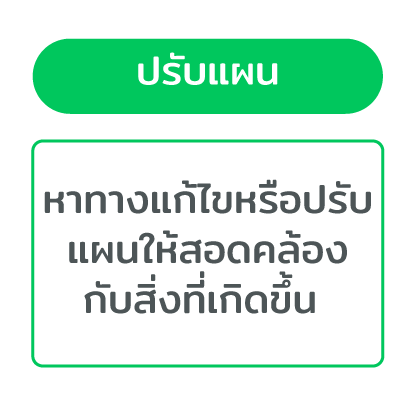 ปรับแผน
หาทางแก้ไขหรือปรับ
แผนให้สอดคล้อง
กับสิ่งที่เกิดขึ้น